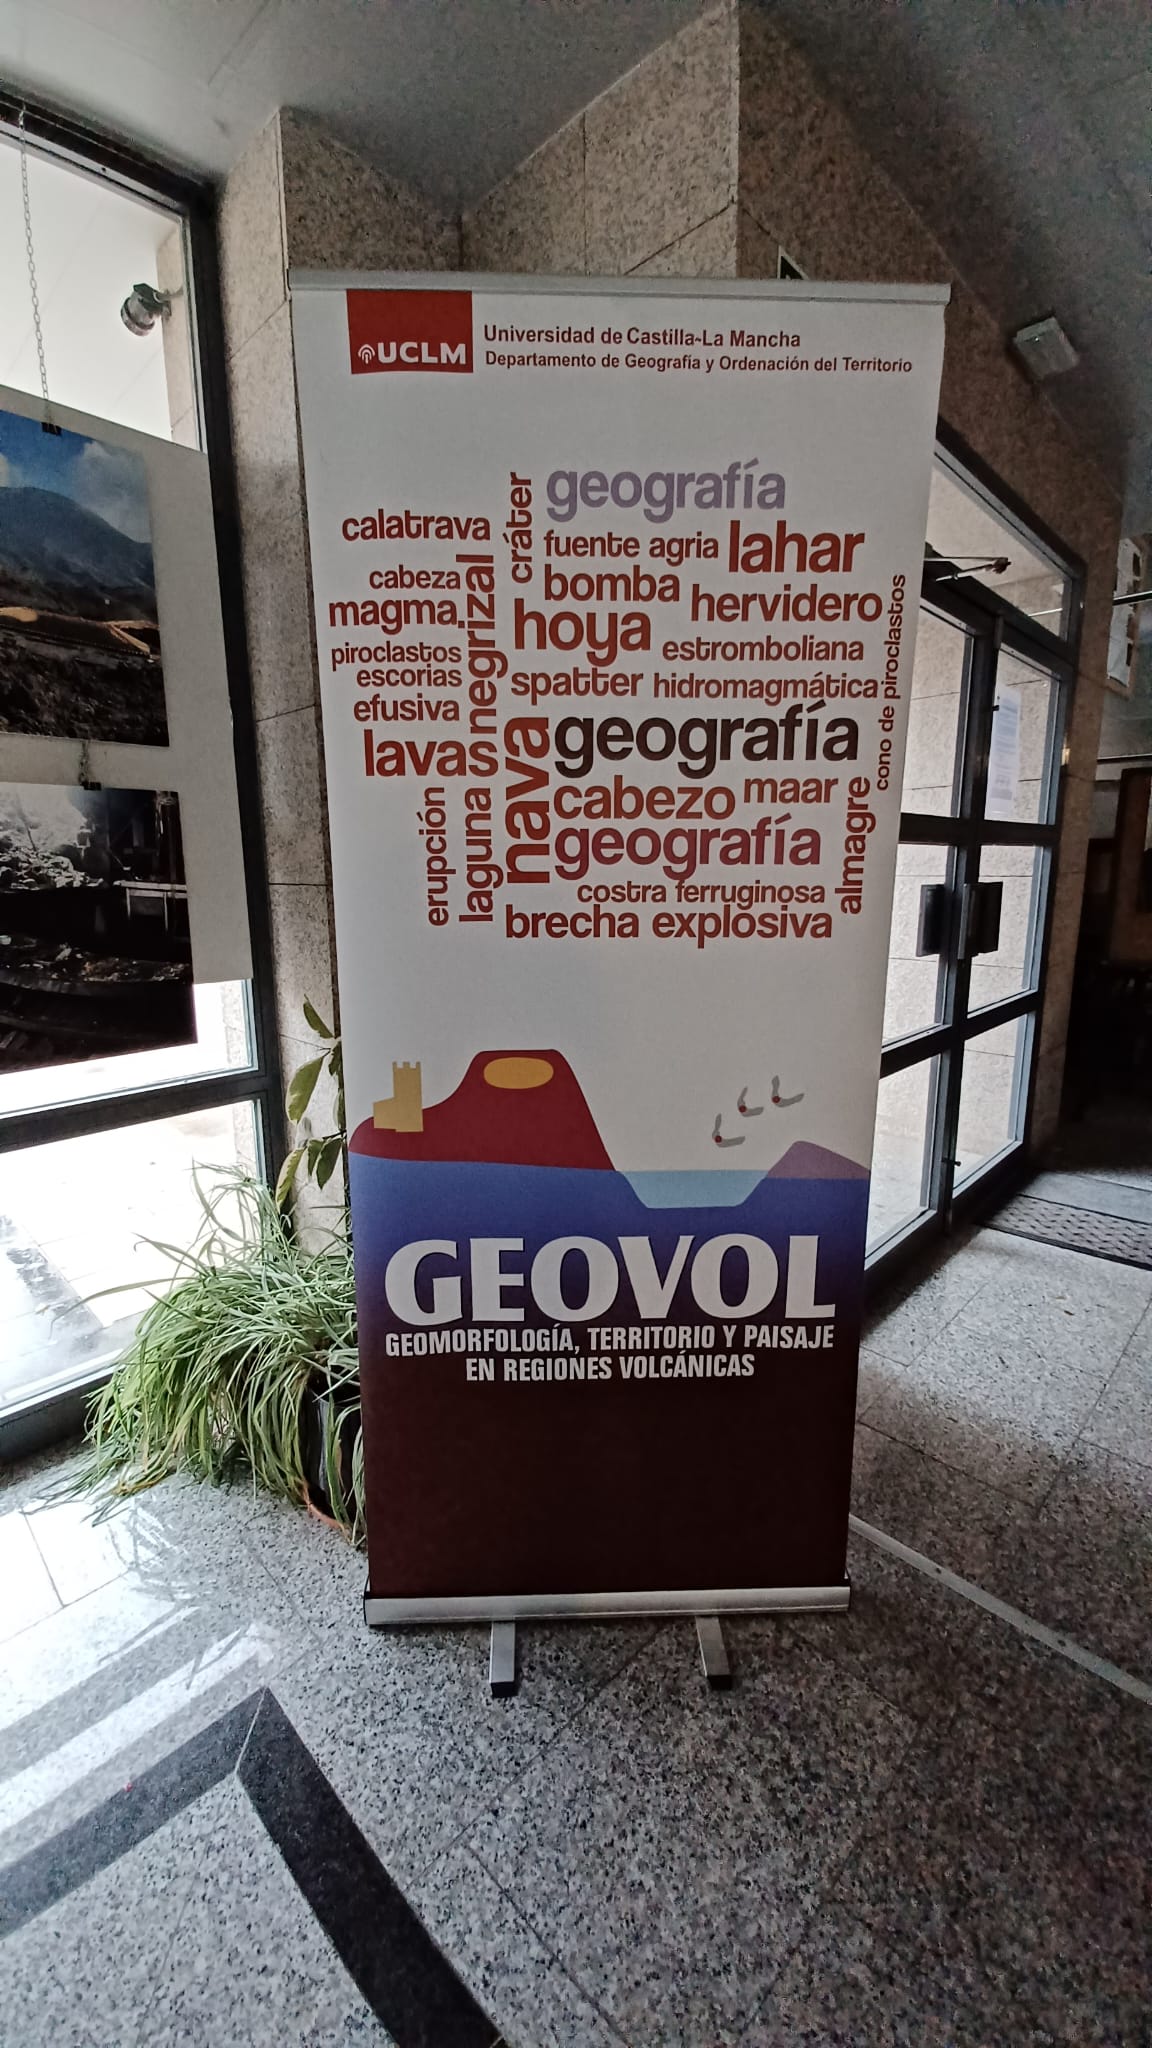 UCLM
Universidad de Castilla-La Mancha
Departamento de Geografía y Ordenación del Territorio
geografía
calatrava
cráter
fuente agria
lahar
cabeza
negrizal
bomba
hervidero
magma
hoya
estromboliana
cono de piroclastos
piroclastos
escorias
spatter
hidromagmática
efusiva
lavas
nava
geografía
cabezo
maar
almagre
erupción
laguna
geografía
costra ferruginosa
brecha explosiva
GEOVOL
GEOMORFOLOGÍA, TERRITORIO Y PAISAJE
EN REGIONES VOLCÁNICAS